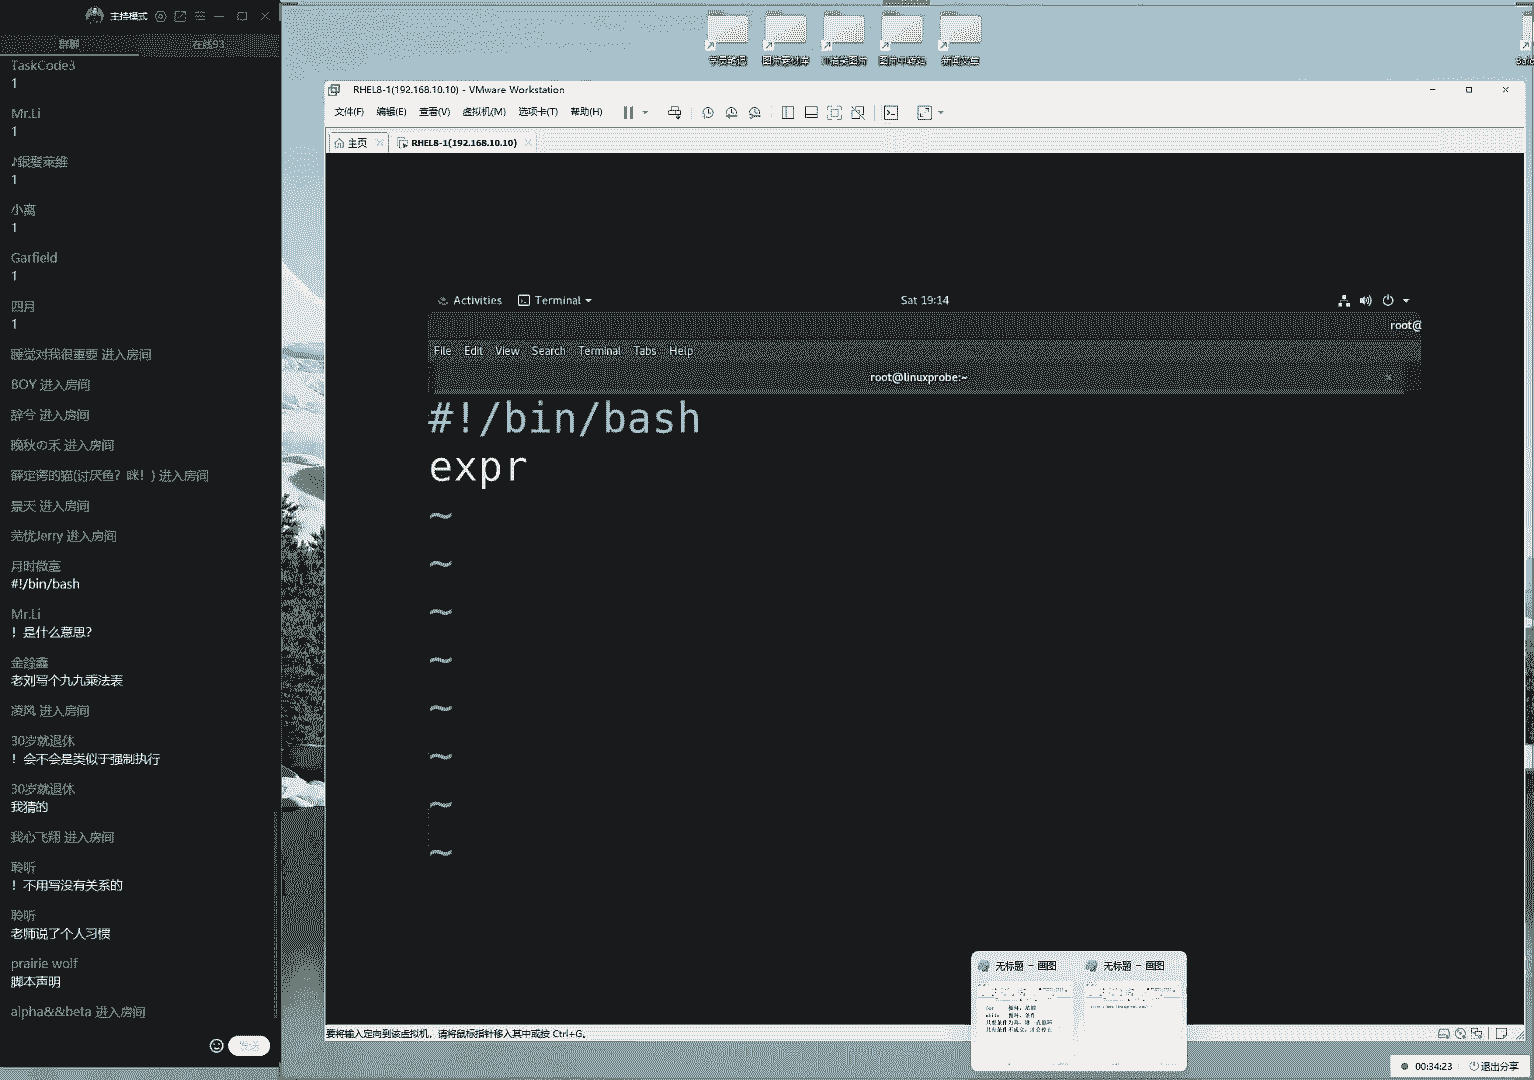 主持模式
群聊
在线93
TaskCode3
1
Mr.Li
1
1
小离
1
Garfield
1
四月
1
睡觉对我很重要 进入房间
BOY 进入房间
辞兮 进入房间
晚秋の禾 进入房间
薛定谔的猫(讨厌鱼？咪！) 进入房间
景天 进入房间
芜忧Jerry 进入房间
#!/bin/bash
Mr.Li
！是什么意思？
金鍂鑫
老刘写个九九乘法表
凌风 进入房间
30岁就退休
！会不会是类似于强制执行
30岁就退休
我猜的
我心飞翔 进入房间
聆听
！不用写没有关系的
聆听
老师说了个人习惯
prairie wolf
脚本声明
alpha&&beta 进入房间
发送
图片素材库
RHEL8-1(192.168.10.10) - VMware Workstation
文件(F) 编辑(E) 查看(V) 虚拟机(M) 选项卡(T) 帮助(H)
主页
RHEL8-1(192.168.10.10)
Activities
Terminal
Sat 19:14
root@
File Edit View Search Terminal Tabs Help
root@linuxprobe:~
#!/bin/bash
expr
~
~
~
~
~
~
~
~
无标题 - 画图
无标题 - 画图
要将输入定向到该虚拟机，请将鼠标指针移入其中或按 Ctrl+G。
00:34:23
退出分享